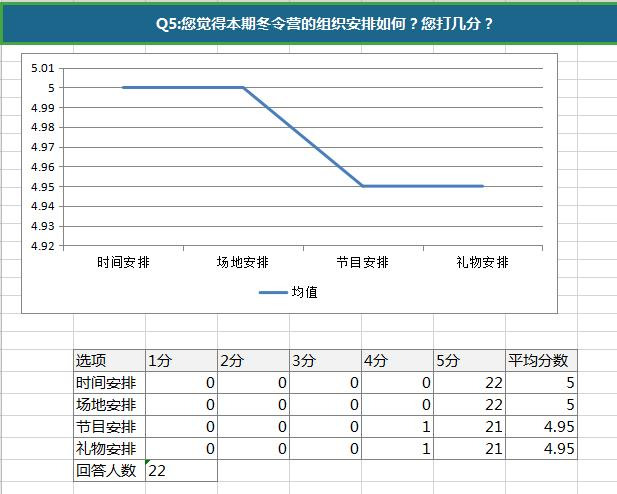 Q5:您觉得本期冬令营的组织安排如何？您打几分？
5.01
5
4.99
4.98
4.97
4.96
4.95
4.94
4.93
4.92
时间安排 场地安排 节目安排 礼物安排
均值
选项 1分 2分 3分 4分 5分 平均分数
时间安排 0 0 0 0 22 5
场地安排 0 0 0 0 22 5
节目安排 0 0 0 1 21 4.95
礼物安排 0 0 0 1 21 4.95
回答人数 22